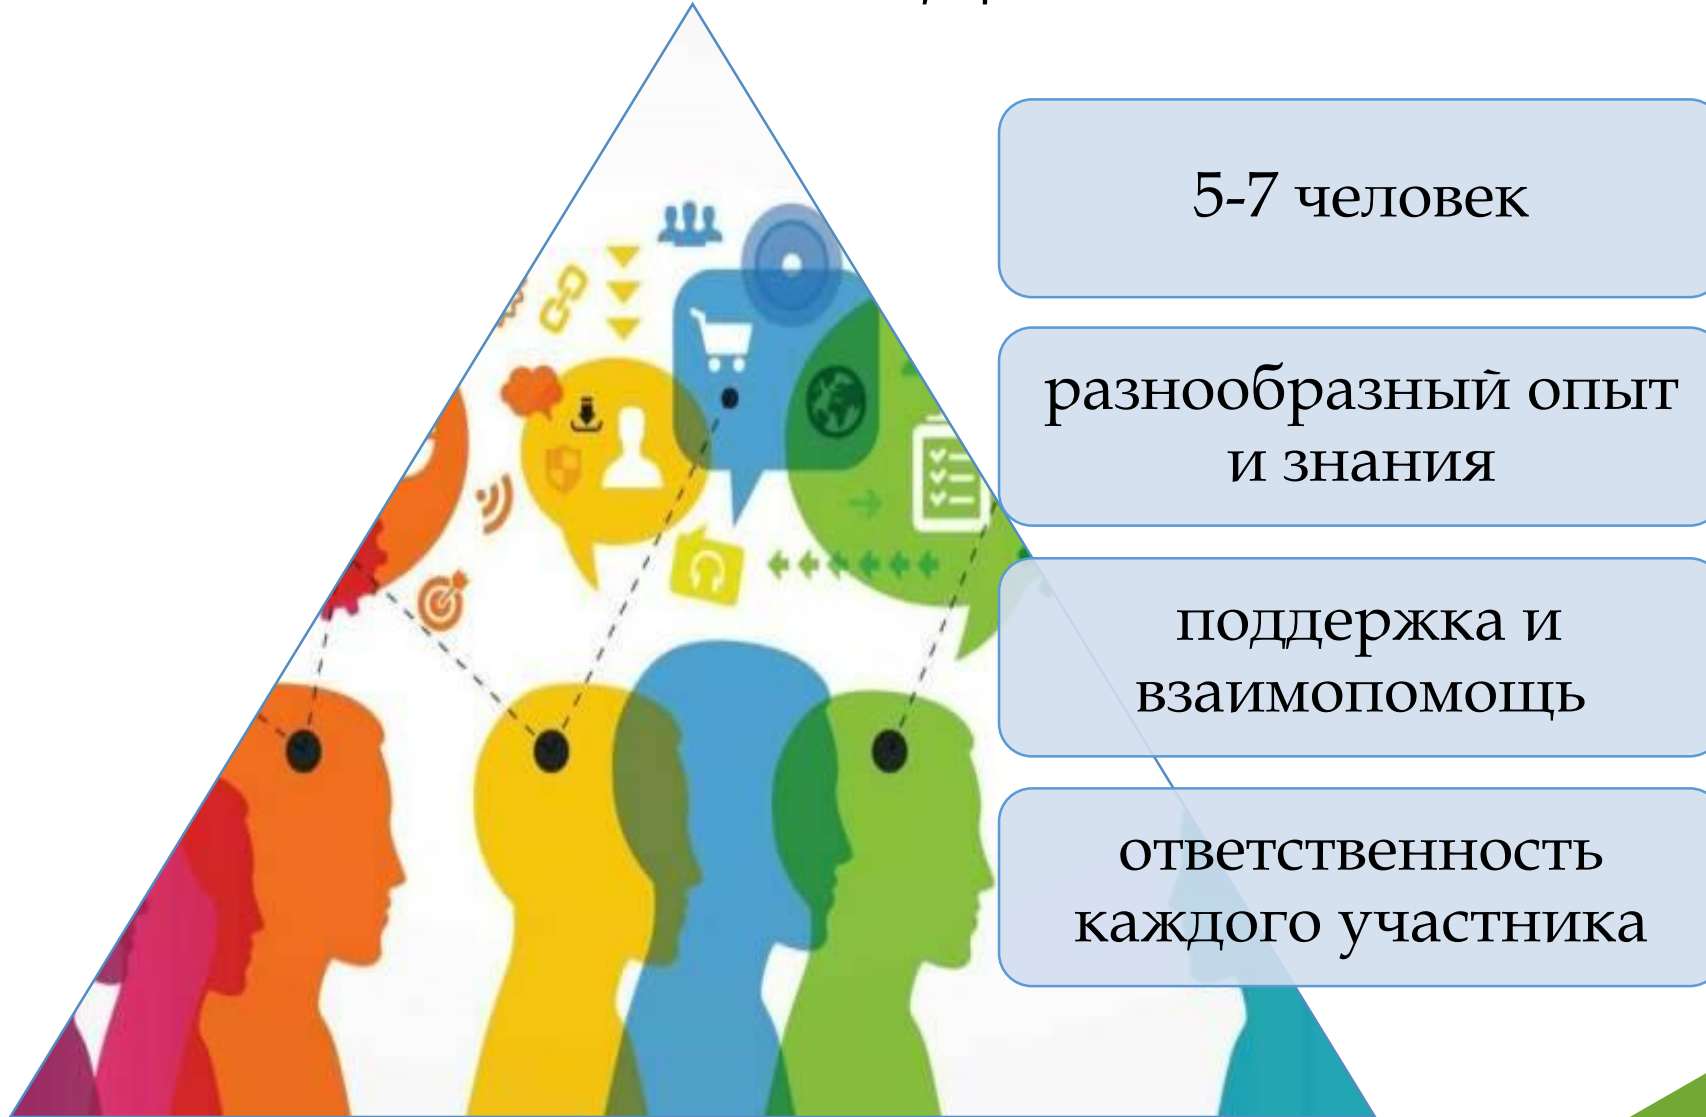 5-7 человек
разнообразный опыт
и знания
поддержка и
взаимопомощь
ответственность
каждого участника